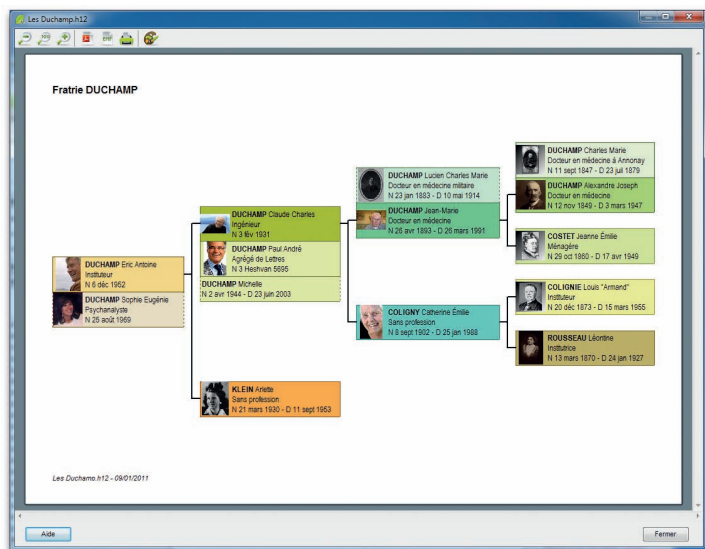 Les Duchamp.h12
Fratrie DUCHAMP
DUCHAMP Eric Antoine
Instituteur
N 6 déc 1952
DUCHAMP Sophie Eugénie
Psychanalyste
N 25 août 1969
DUCHAMP Claude Charles
Ingénieur
N 3 fév 1931
DUCHAMP Paul André
Agrégé de Lettres
N 3 Heshvan 5695
DUCHAMP Michelle
N 2 avr 1944 - D 23 juin 2003
KLEIN Arlette
Sans profession
N 21 mars 1930 - D 11 sept 1953
DUCHAMP Lucien Charles Marie
Docteur en médecine militaire
N 23 jan 1883 - D 10 mai 1914
DUCHAMP Jean-Marie
Docteur en médecine
N 26 avr 1893 - D 26 mars 1991
COLIGNY Catherine Émilie
Sans profession
N 8 sept 1902 - D 25 jan 1988
DUCHAMP Charles Marie
Docteur en médecine à Annonay
N 11 sept 1847 - D 23 juil 1879
DUCHAMP Alexandre Joseph
Docteur en médecine
N 12 nov 1849 - D 3 mars 1947
COSTET Jeanne Émilie
Ménagère
N 29 oct 1860 - D 17 avr 1949
COLIGNIE Louis "Armand"
Instituteur
N 20 déc 1873 - D 15 mars 1955
ROUSSEAU Léontine
Institutrice
N 13 mars 1870 - D 24 jan 1927
Les Duchamp.h12 - 09/01/2011
Aide
Fermer